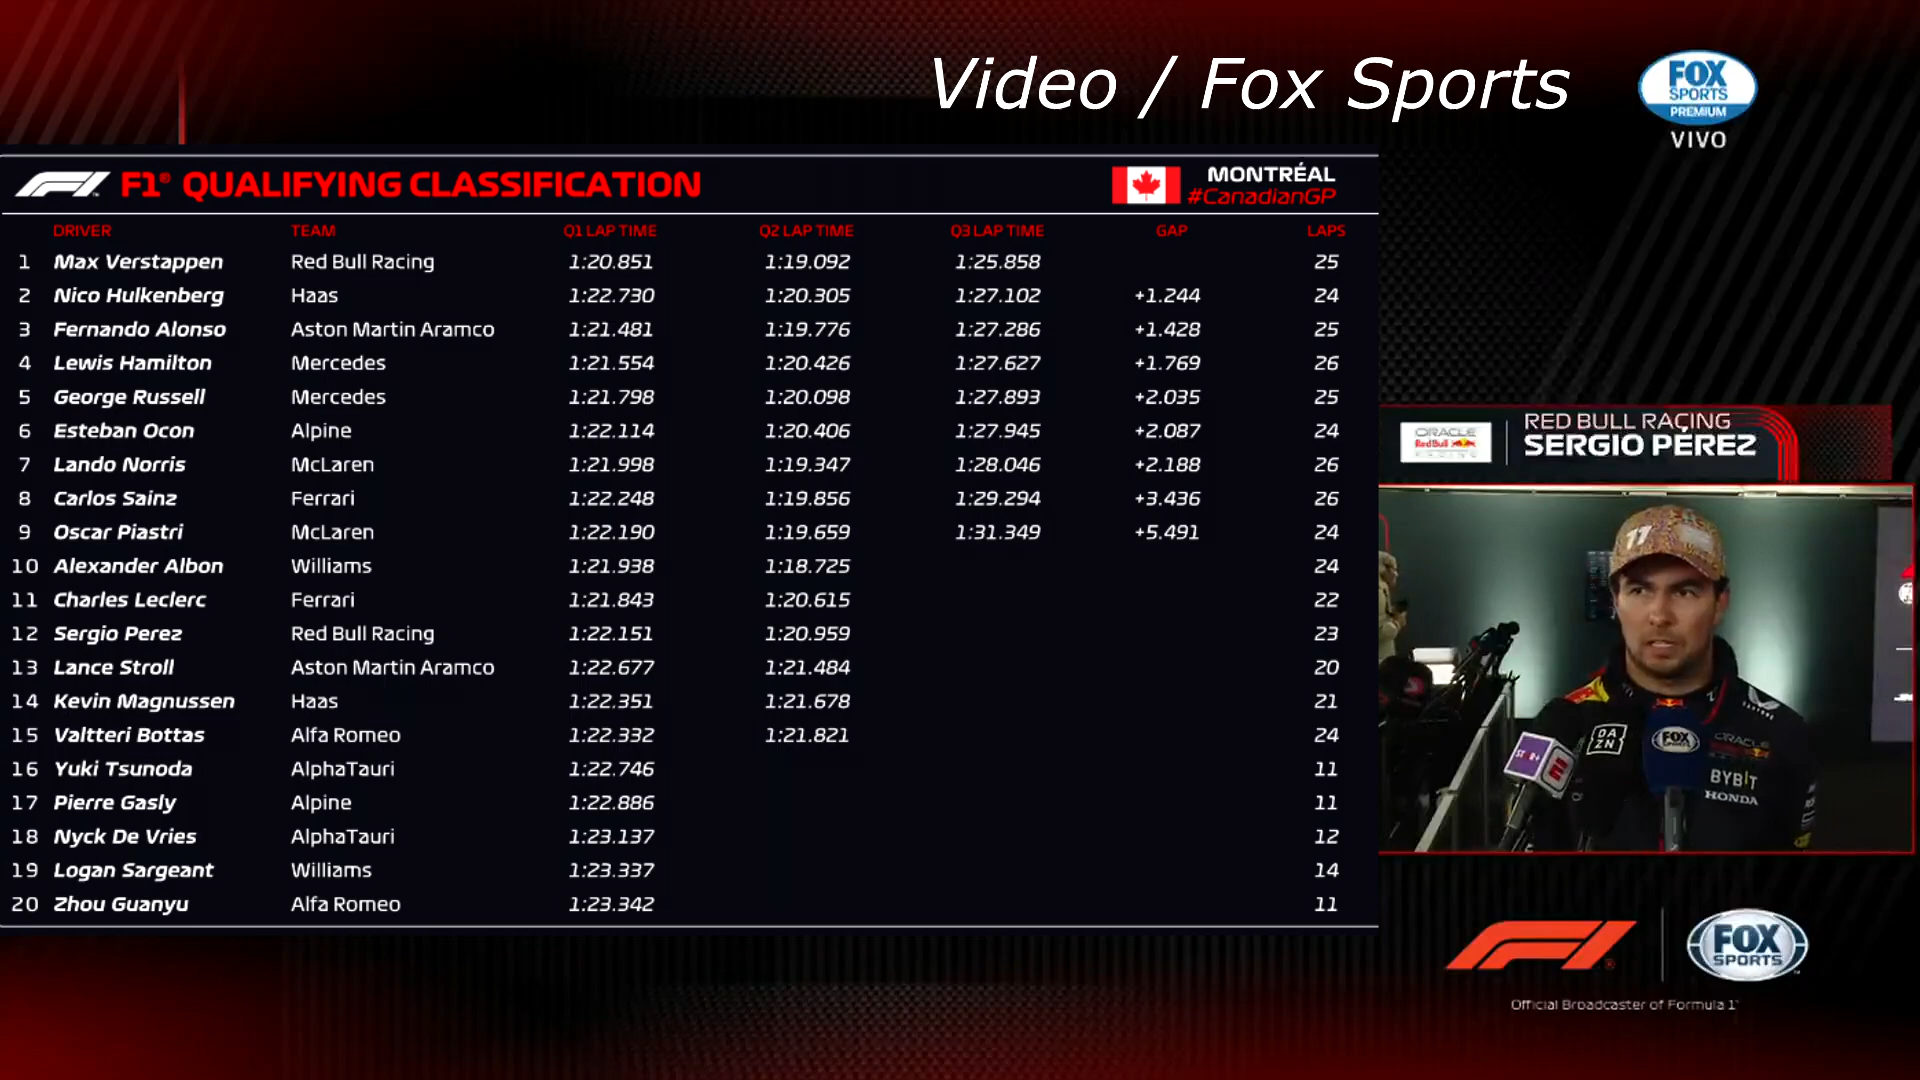 Video / Fox Sports
FOX
SPORTS
PREMIUM
VIVO
F1® QUALIFYING CLASSIFICATION
MONTRÉAL
#CanadianGP
DRIVER TEAM Q1 LAP TIME Q2 LAP TIME Q3 LAP TIME GAP LAPS
1 Max Verstappen Red Bull Racing 1:20.851 1:19.092 1:25.858 25
2 Nico Hulkenberg Haas 1:22.730 1:20.305 1:27.102 +1.244 24
3 Fernando Alonso Aston Martin Aramco 1:21.481 1:19.776 1:27.286 +1.428 25
4 Lewis Hamilton Mercedes 1:21.554 1:20.426 1:27.627 +1.769 26
5 George Russell Mercedes 1:21.798 1:20.098 1:27.893 +2.035 25
6 Esteban Ocon Alpine 1:22.114 1:20.406 1:27.945 +2.087 24
7 Lando Norris McLaren 1:21.998 1:19.347 1:28.046 +2.188 26
8 Carlos Sainz Ferrari 1:22.248 1:19.856 1:29.294 +3.436 26
9 Oscar Piastri McLaren 1:22.190 1:19.659 1:31.349 +5.491 24
10 Alexander Albon Williams 1:21.938 1:18.725 24
11 Charles Leclerc Ferrari 1:21.843 1:20.615 22
12 Sergio Perez Red Bull Racing 1:22.151 1:20.959 23
13 Lance Stroll Aston Martin Aramco 1:22.677 1:21.484 20
14 Kevin Magnussen Haas 1:22.351 1:21.678 21
15 Valtteri Bottas Alfa Romeo 1:22.332 1:21.821 24
16 Yuki Tsunoda AlphaTauri 1:22.746 11
17 Pierre Gasly Alpine 1:22.886 11
18 Nyck De Vries AlphaTauri 1:23.137 12
19 Logan Sargeant Williams 1:23.337 14
20 Zhou Guanyu Alfa Romeo 1:23.342 11
ORACLE
Red Bull
RACING
RED BULL RACING
SERGIO PÉREZ
11
DA
ZN
FOX
ORACLE
BYBIT
HONDA
F1
FOX
SPORTS
Official Broadcaster of Formula 1